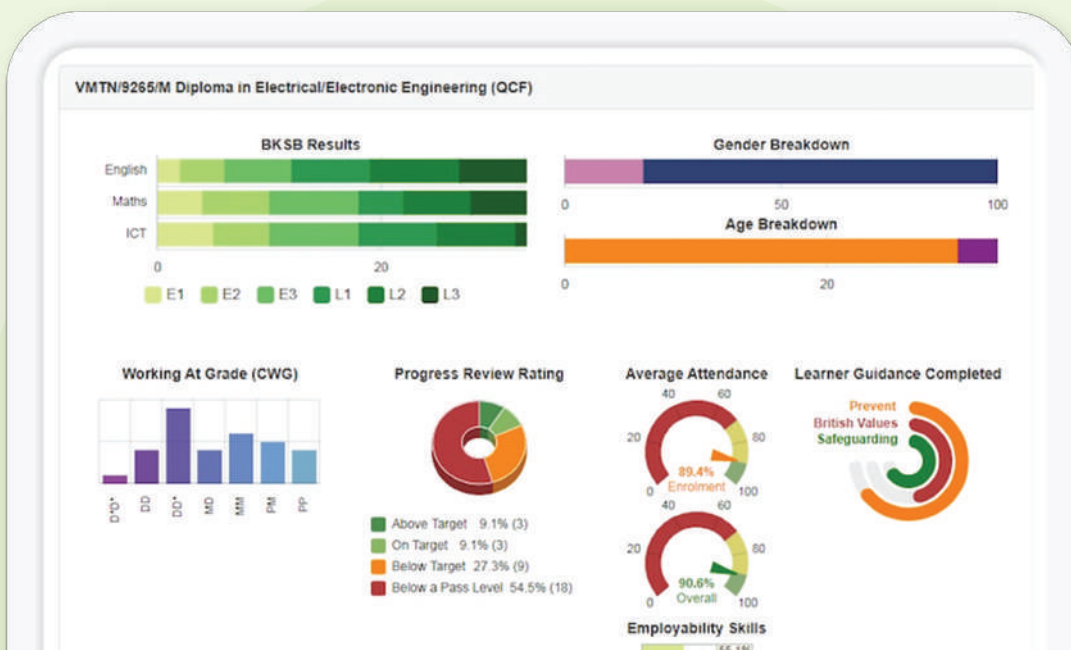 VMTN/9265/M Diploma in Electrical/Electronic Engineering (QCF)
BKSB Results
English
Maths
ICT
0 20
E1 E2 E3 L1 L2 L3
Gender Breakdown
0 50 100
Age Breakdown
0 20
Working At Grade (CWG)
D*D* DD DD* MD MM PM PP
Progress Review Rating
Above Target 9.1% (3)
On Target 9.1% (3)
Below Target 27.3% (9)
Below a Pass Level 54.5% (18)
Average Attendance
40 60
20 80
89.4%
0 Enrolment 100
40 60
20 80
90.6%
0 Overall 100
Employability Skills
Learner Guidance Completed
Prevent
British Values
Safeguarding